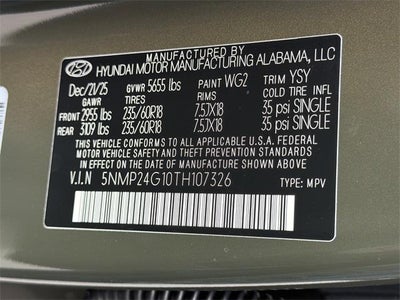 MANUFACTURED BY
HYUNDAI MOTOR MANUFACTURING ALABAMA, LLC
Dec/21/25 GVWR 5655 lbs PAINT WG2 TRIM YSY
GAWR TIRES RIMS COLD TIRE INFL
FRONT 2955 lbs 235/60R18 7.5JX18 35 psi SINGLE
REAR 3109 lbs 235/60R18 7.5JX18 35 psi SINGLE
THIS VEHICLE CONFORMS TO ALL APPLICABLE U.S.A. FEDERAL
MOTOR VEHICLE SAFETY, BUMPER, AND THEFT PREVENTION
STANDARDS IN EFFECT ON THE DATE OF MANUFACTURE SHOWN ABOVE.
V.I.N 5NMP24G10TH107326 TYPE: MPV